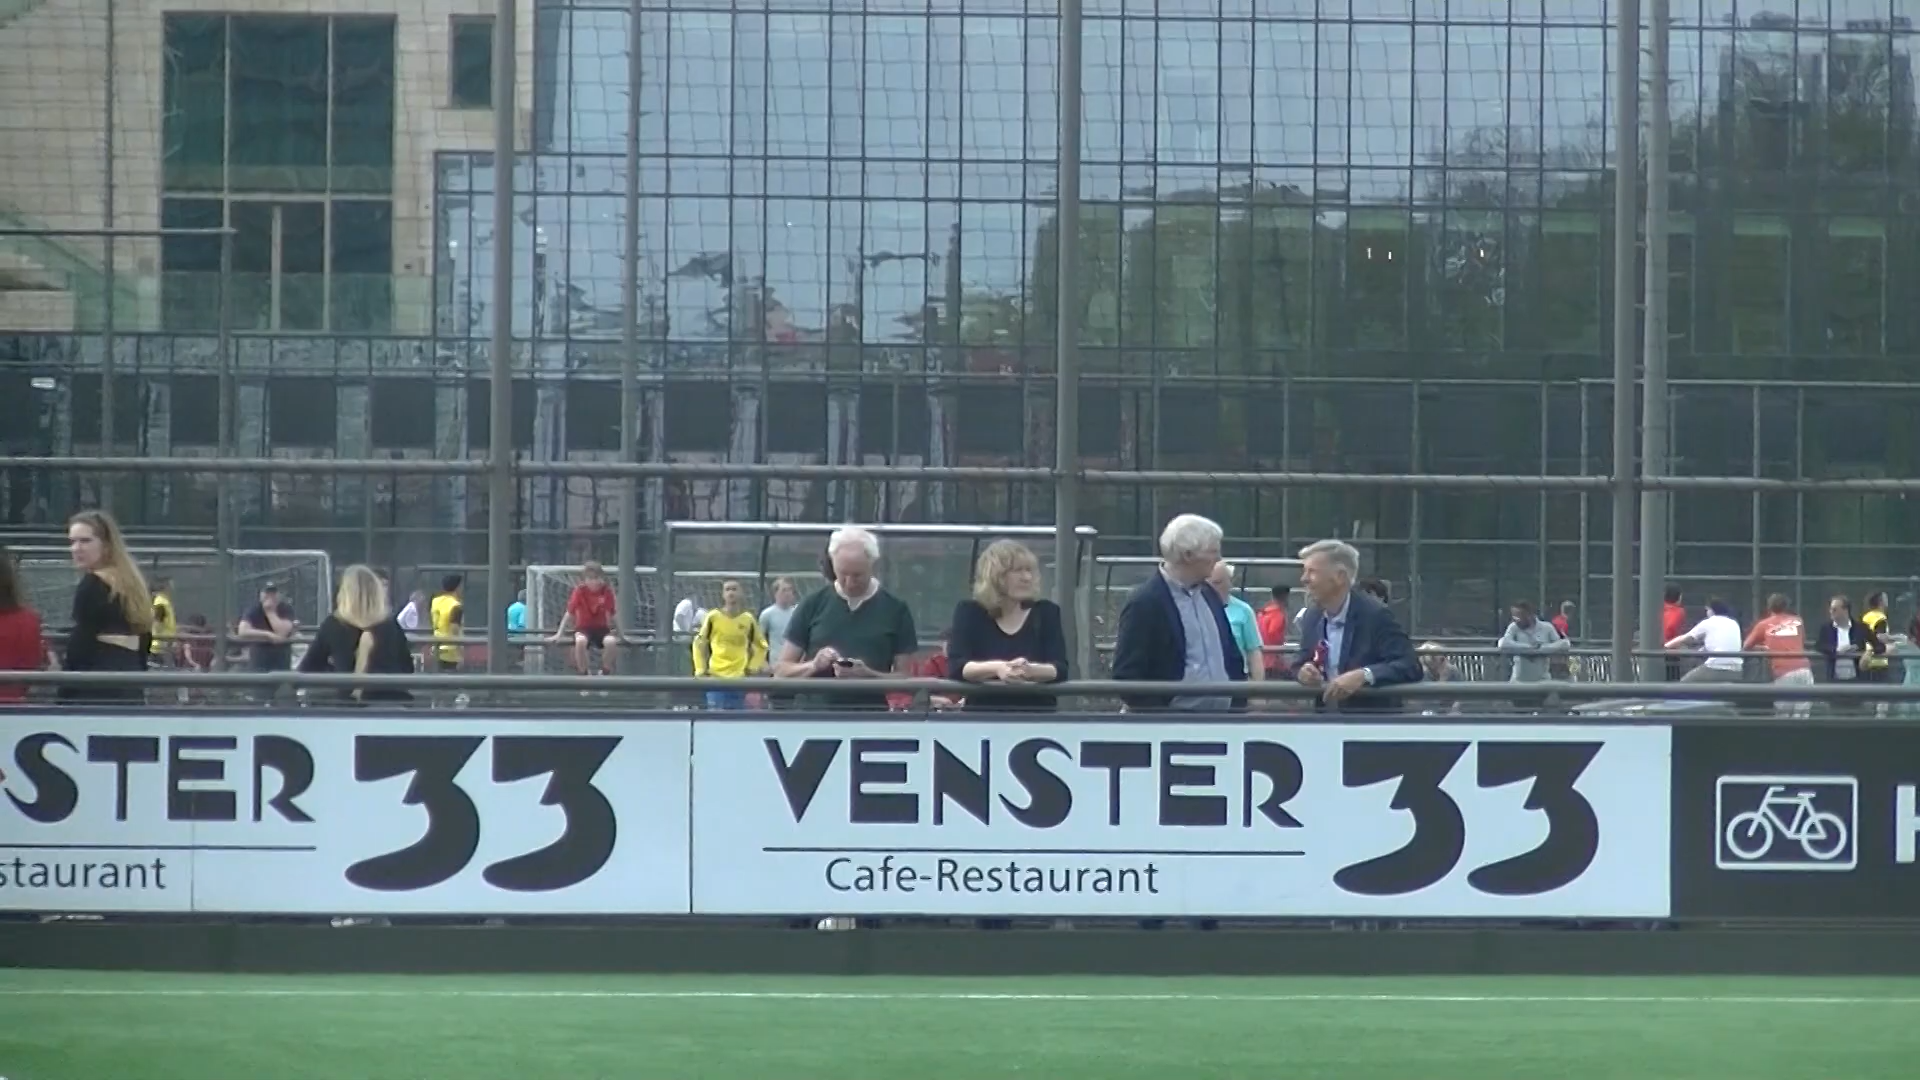 STER 33
staurant
VENSTER 33
Cafe-Restaurant
H